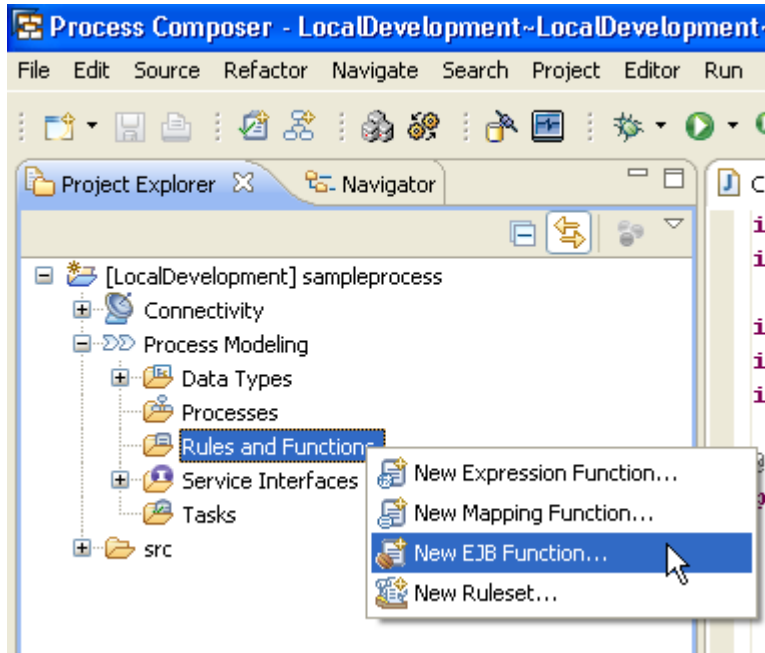 Process Composer - LocalDevelopment~LocalDevelopment~
File Edit Source Refactor Navigate Search Project Editor Run
Project Explorer Navigator
[LocalDevelopment] sampleprocess
Connectivity
Process Modeling
Data Types
Processes
Rules and Functions
Service Interfaces
Tasks
src
New Expression Function...
New Mapping Function...
New EJB Function...
New Ruleset...